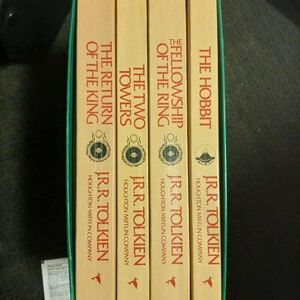 THE RETURN
OF THE KING
J.R.R. TOLKIEN
HOUGHTON MIFFLIN COMPANY
THE TWO
TOWERS
J.R.R. TOLKIEN
HOUGHTON MIFFLIN COMPANY
THE FELLOWSHIP
OF THE RING
J.R.R. TOLKIEN
HOUGHTON MIFFLIN COMPANY
THE HOBBIT
J.R.R. TOLKIEN
HOUGHTON MIFFLIN COMPANY